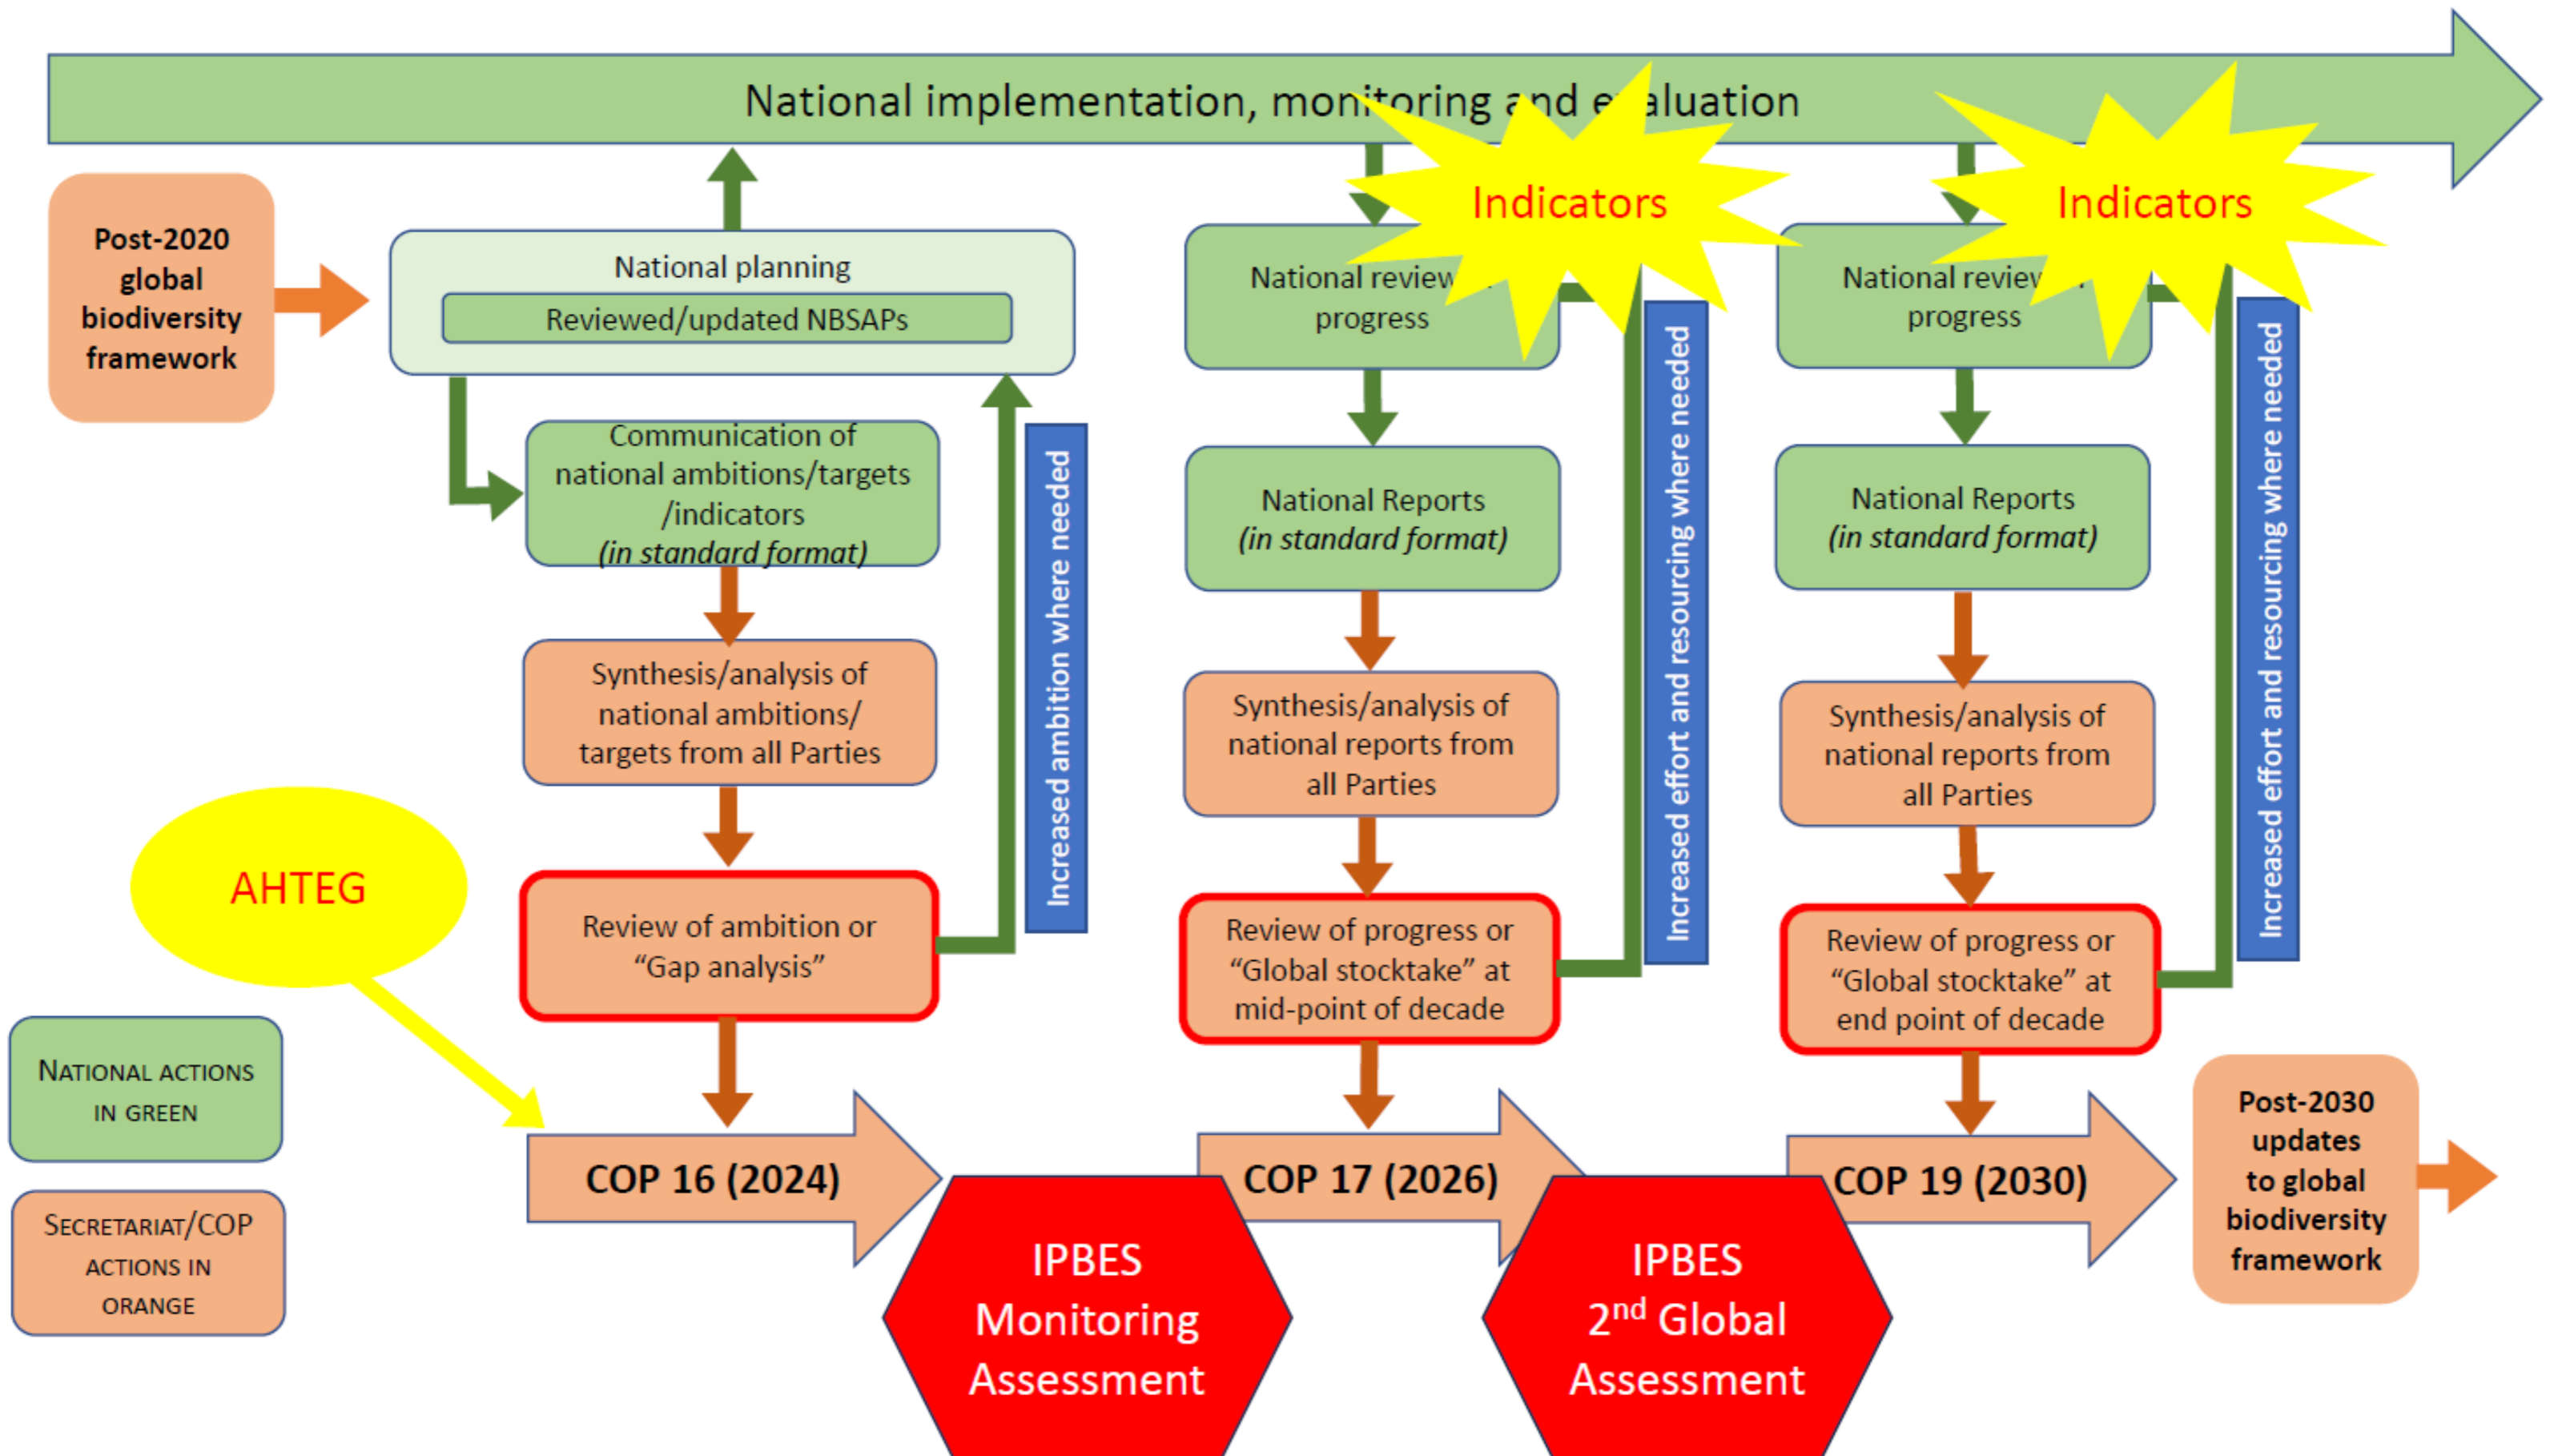 National implementation, monitoring and evaluation
Post-2020
global
biodiversity
framework
National planning
Reviewed/updated NBSAPs
Communication of
national ambitions/targets
/indicators
(in standard format)
Synthesis/analysis of
national ambitions/
targets from all Parties
Review of ambition or
“Gap analysis”
COP 16 (2024)
Increased ambition where needed
AHTEG
NATIONAL ACTIONS
IN GREEN
SECRETARIAT/COP
ACTIONS IN
ORANGE
Indicators
National review
progress
National Reports
(in standard format)
Synthesis/analysis of
national reports from
all Parties
Review of progress or
“Global stocktake” at
mid-point of decade
COP 17 (2026)
Increased effort and resourcing where needed
IPBES
Monitoring
Assessment
Indicators
National review
progress
National Reports
(in standard format)
Synthesis/analysis of
national reports from
all Parties
Review of progress or
“Global stocktake” at
end point of decade
COP 19 (2030)
Increased effort and resourcing where needed
IPBES
2nd Global
Assessment
Post-2030
updates
to global
biodiversity
framework